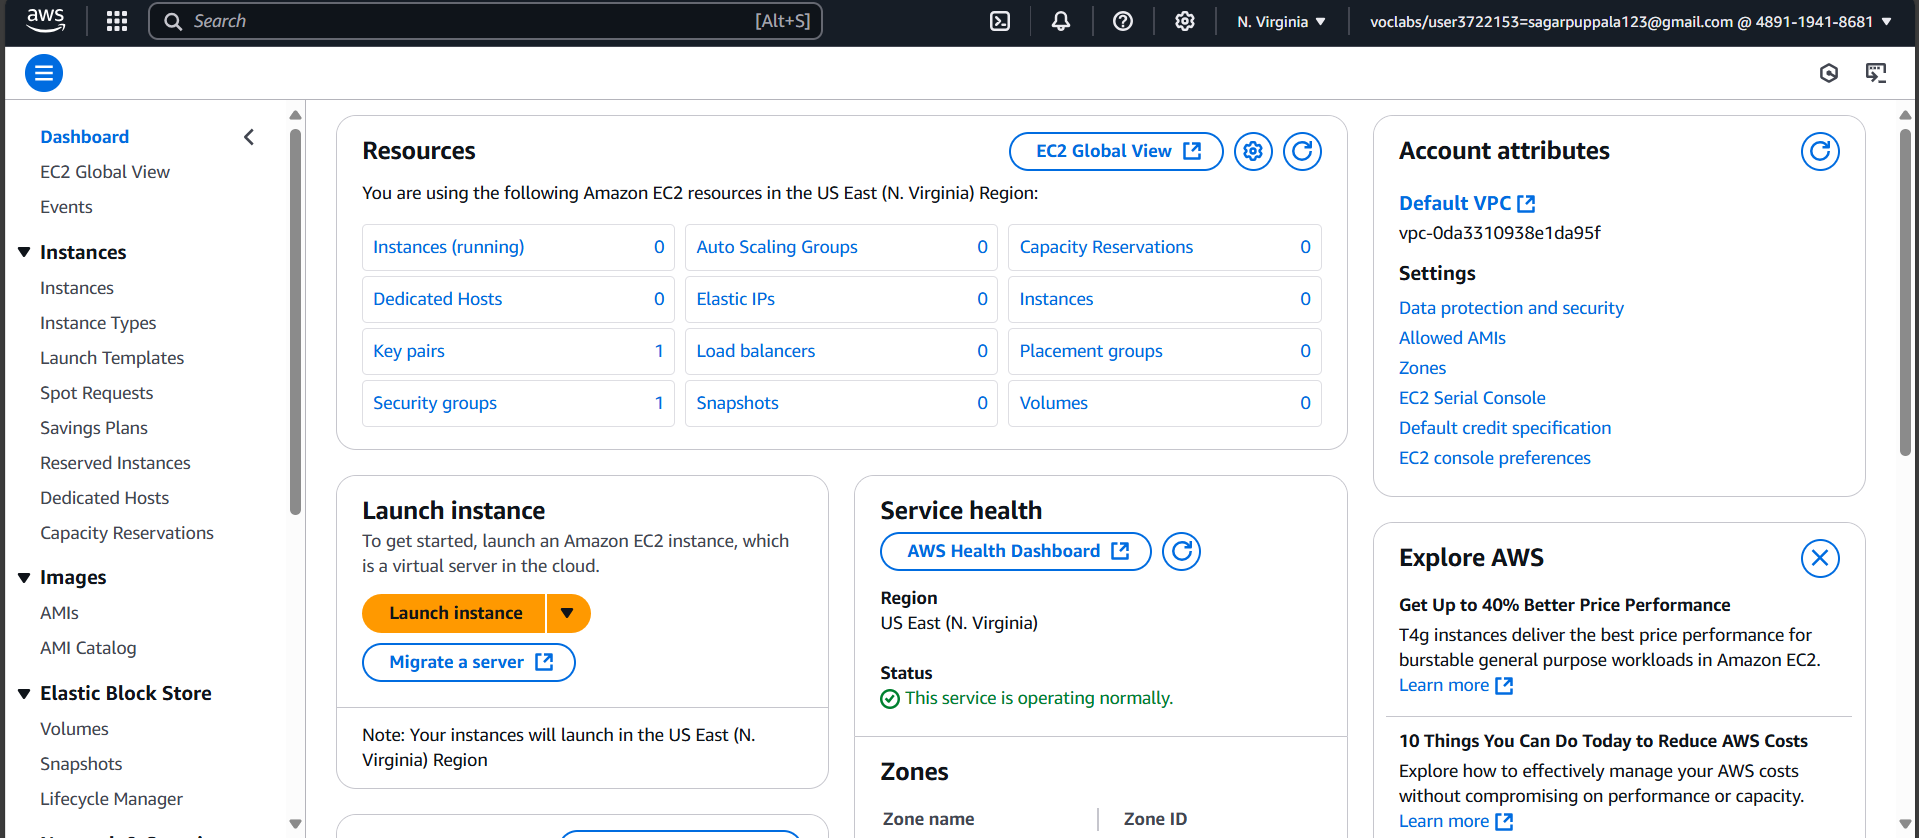 aws
Search [Alt+S]
N. Virginia
voclabs/user3722153=sagarpuppala123@gmail.com @ 4891-1941-8681
Dashboard
EC2 Global View
Events
Instances
Instances
Instance Types
Launch Templates
Spot Requests
Savings Plans
Reserved Instances
Dedicated Hosts
Capacity Reservations
Images
AMIs
AMI Catalog
Elastic Block Store
Volumes
Snapshots
Lifecycle Manager
Resources
EC2 Global View
You are using the following Amazon EC2 resources in the US East (N. Virginia) Region:
Instances (running) 0
Auto Scaling Groups 0
Capacity Reservations 0
Dedicated Hosts 0
Elastic IPs 0
Instances 0
Key pairs 1
Load balancers 0
Placement groups 0
Security groups 1
Snapshots 0
Volumes 0
Launch instance
To get started, launch an Amazon EC2 instance, which
is a virtual server in the cloud.
Launch instance
Migrate a server
Note: Your instances will launch in the US East (N.
Virginia) Region
Service health
AWS Health Dashboard
Region
US East (N. Virginia)
Status
This service is operating normally.
Zones
Zone name Zone ID
Account attributes
Default VPC
vpc-0da3310938e1da95f
Settings
Data protection and security
Allowed AMIs
Zones
EC2 Serial Console
Default credit specification
EC2 console preferences
Explore AWS
Get Up to 40% Better Price Performance
T4g instances deliver the best price performance for
burstable general purpose workloads in Amazon EC2.
Learn more
10 Things You Can Do Today to Reduce AWS Costs
Explore how to effectively manage your AWS costs
without compromising on performance or capacity.
Learn more